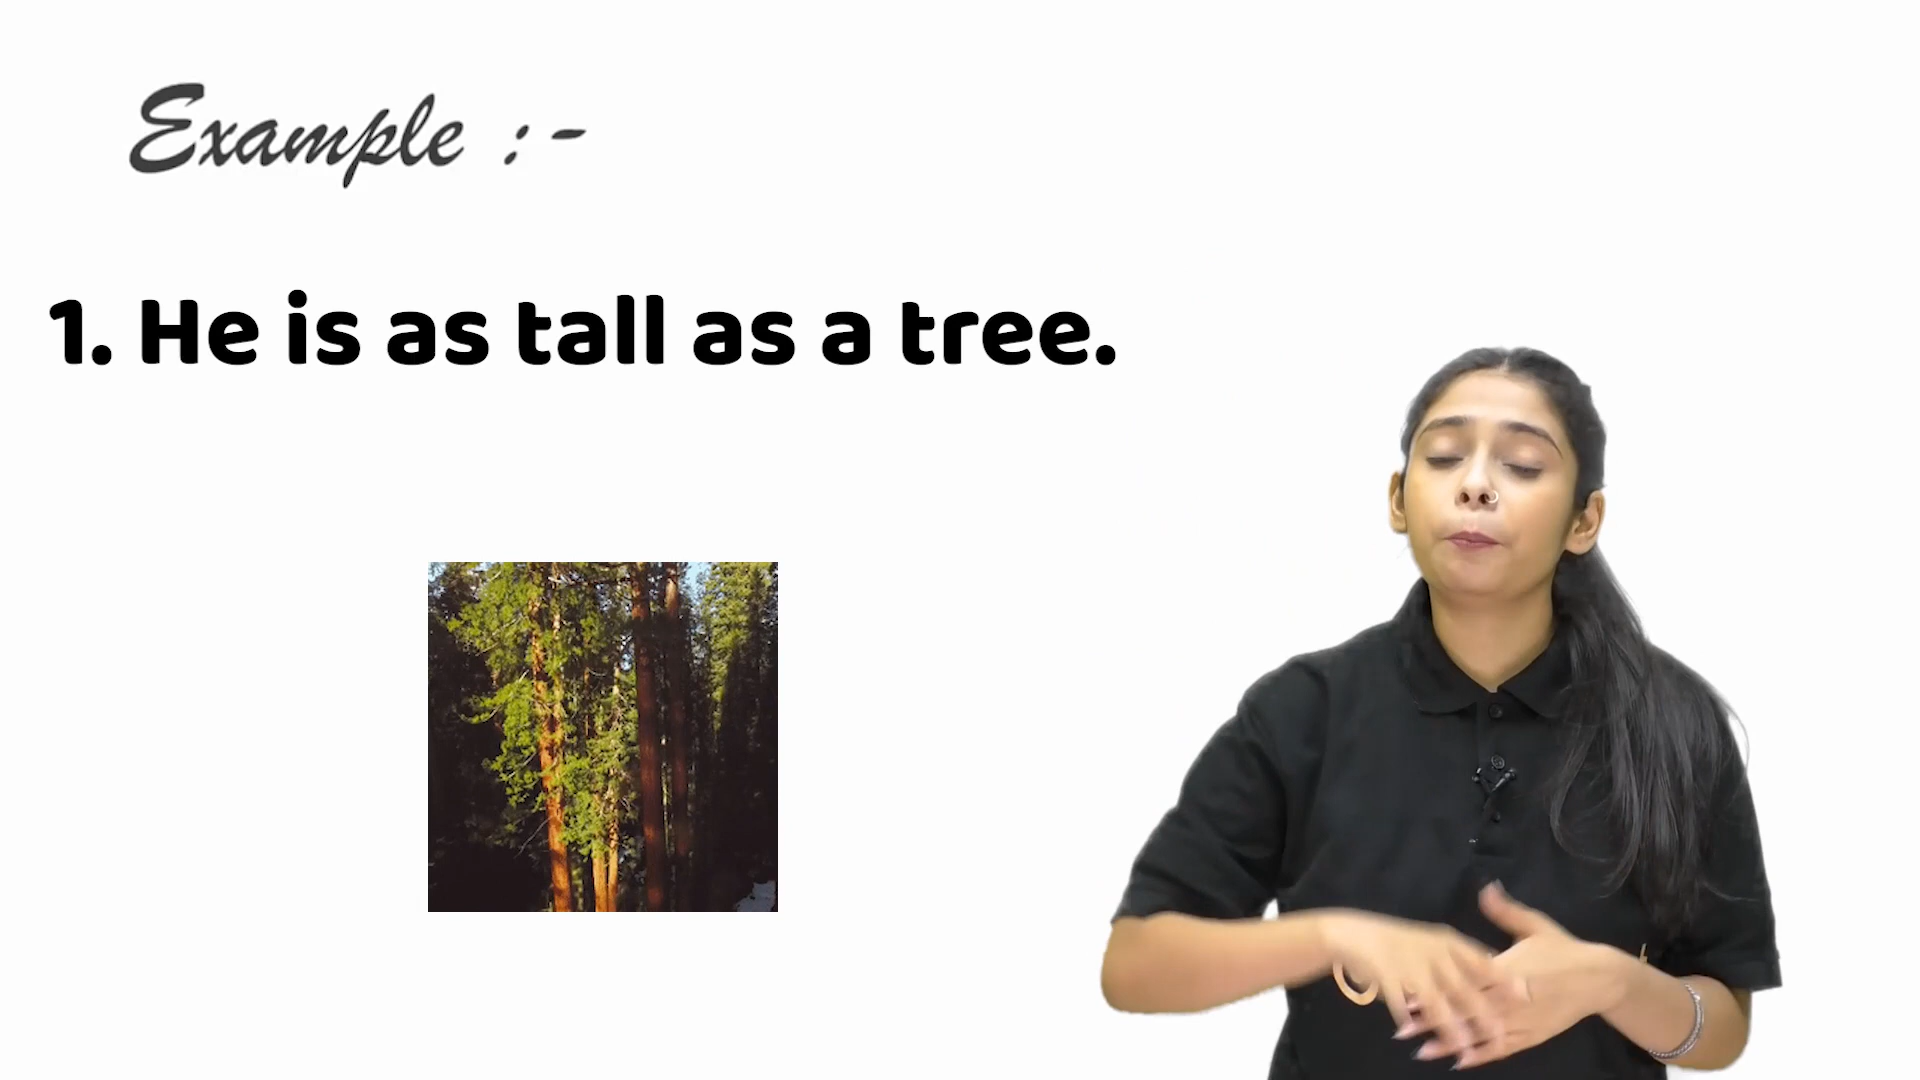 Example :-
1. He is as tall as a tree.